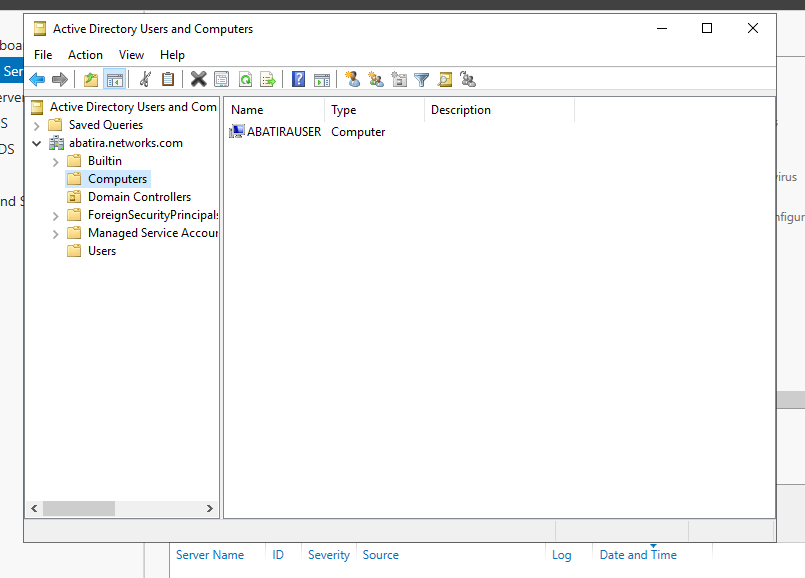 Active Directory Users and Computers
File Action View Help
Active Directory Users and Com
Saved Queries
abatira.networks.com
Builtin
Computers
Domain Controllers
ForeignSecurityPrincipals
Managed Service Accour
Users
Name Type Description
ABATIRAUSER Computer
boa
Ser
erver
S
DS
nd S
virus
nfigur
Server Name ID Severity Source Log Date and Time